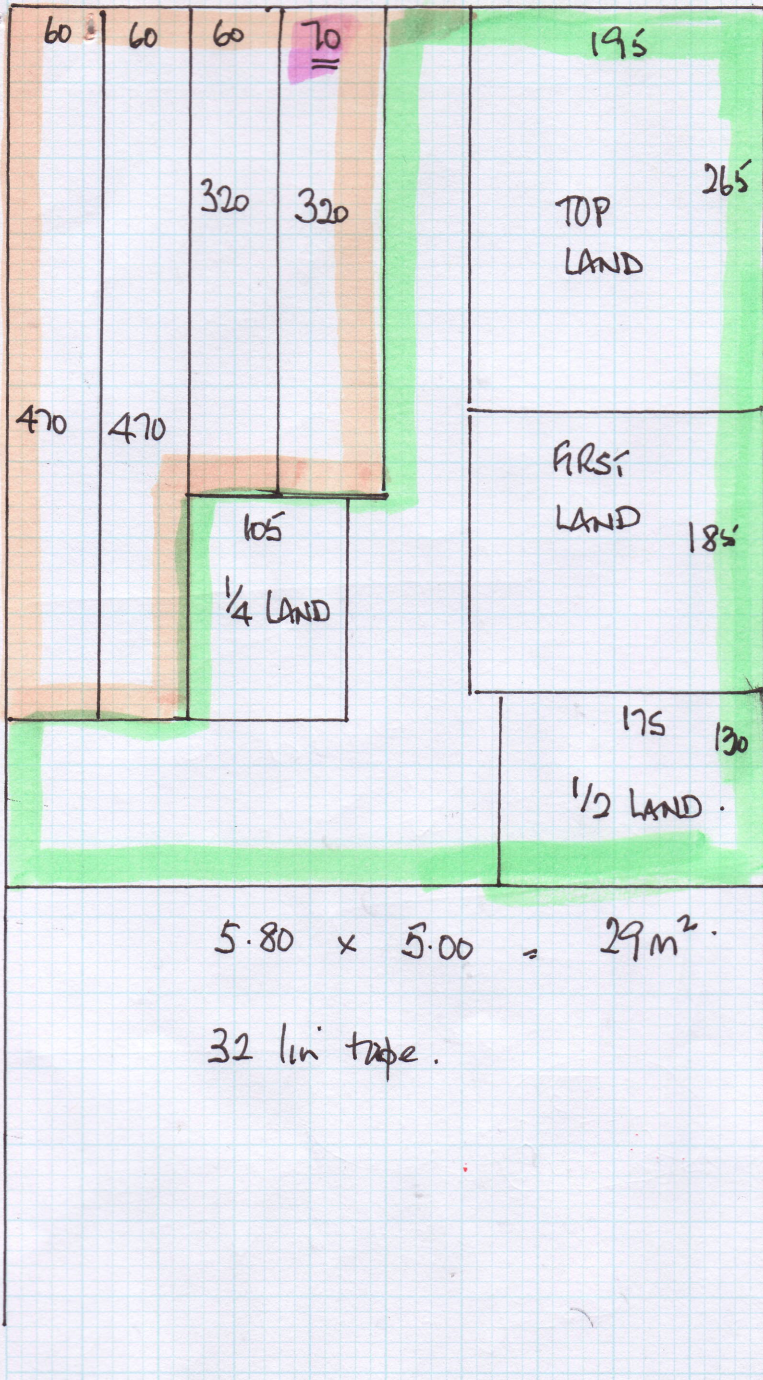 60 60 60 70 195
265
320 320
TOP
LAND
470 470
FIRST
LAND
185
105
1/4 LAND
175
130
1/2 LAND.
5.80 x 5.00 = 29m².
32 lin tape.